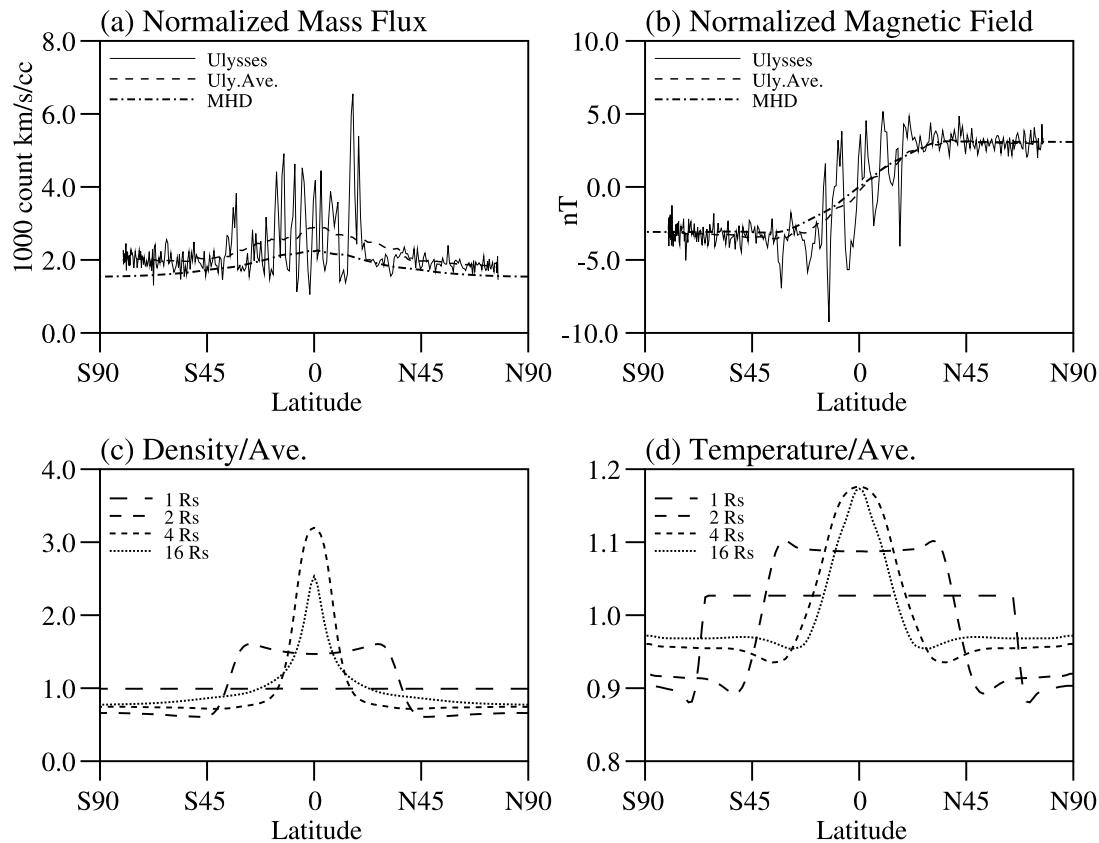 (a) Normalized Mass Flux
8.0
6.0
4.0
2.0
0.0
1000 count km/s/cc
Ulysses
Uly.Ave.
MHD
S90 S45 0 N45 N90
Latitude
(b) Normalized Magnetic Field
10.0
5.0
0.0
-5.0
-10.0
nT
Ulysses
Uly.Ave.
MHD
S90 S45 0 N45 N90
Latitude
(c) Density/Ave.
4.0
3.0
2.0
1.0
0.0
1 Rs
2 Rs
4 Rs
16 Rs
S90 S45 0 N45 N90
Latitude
(d) Temperature/Ave.
1.2
1.1
1.0
0.9
0.8
1 Rs
2 Rs
4 Rs
16 Rs
S90 S45 0 N45 N90
Latitude